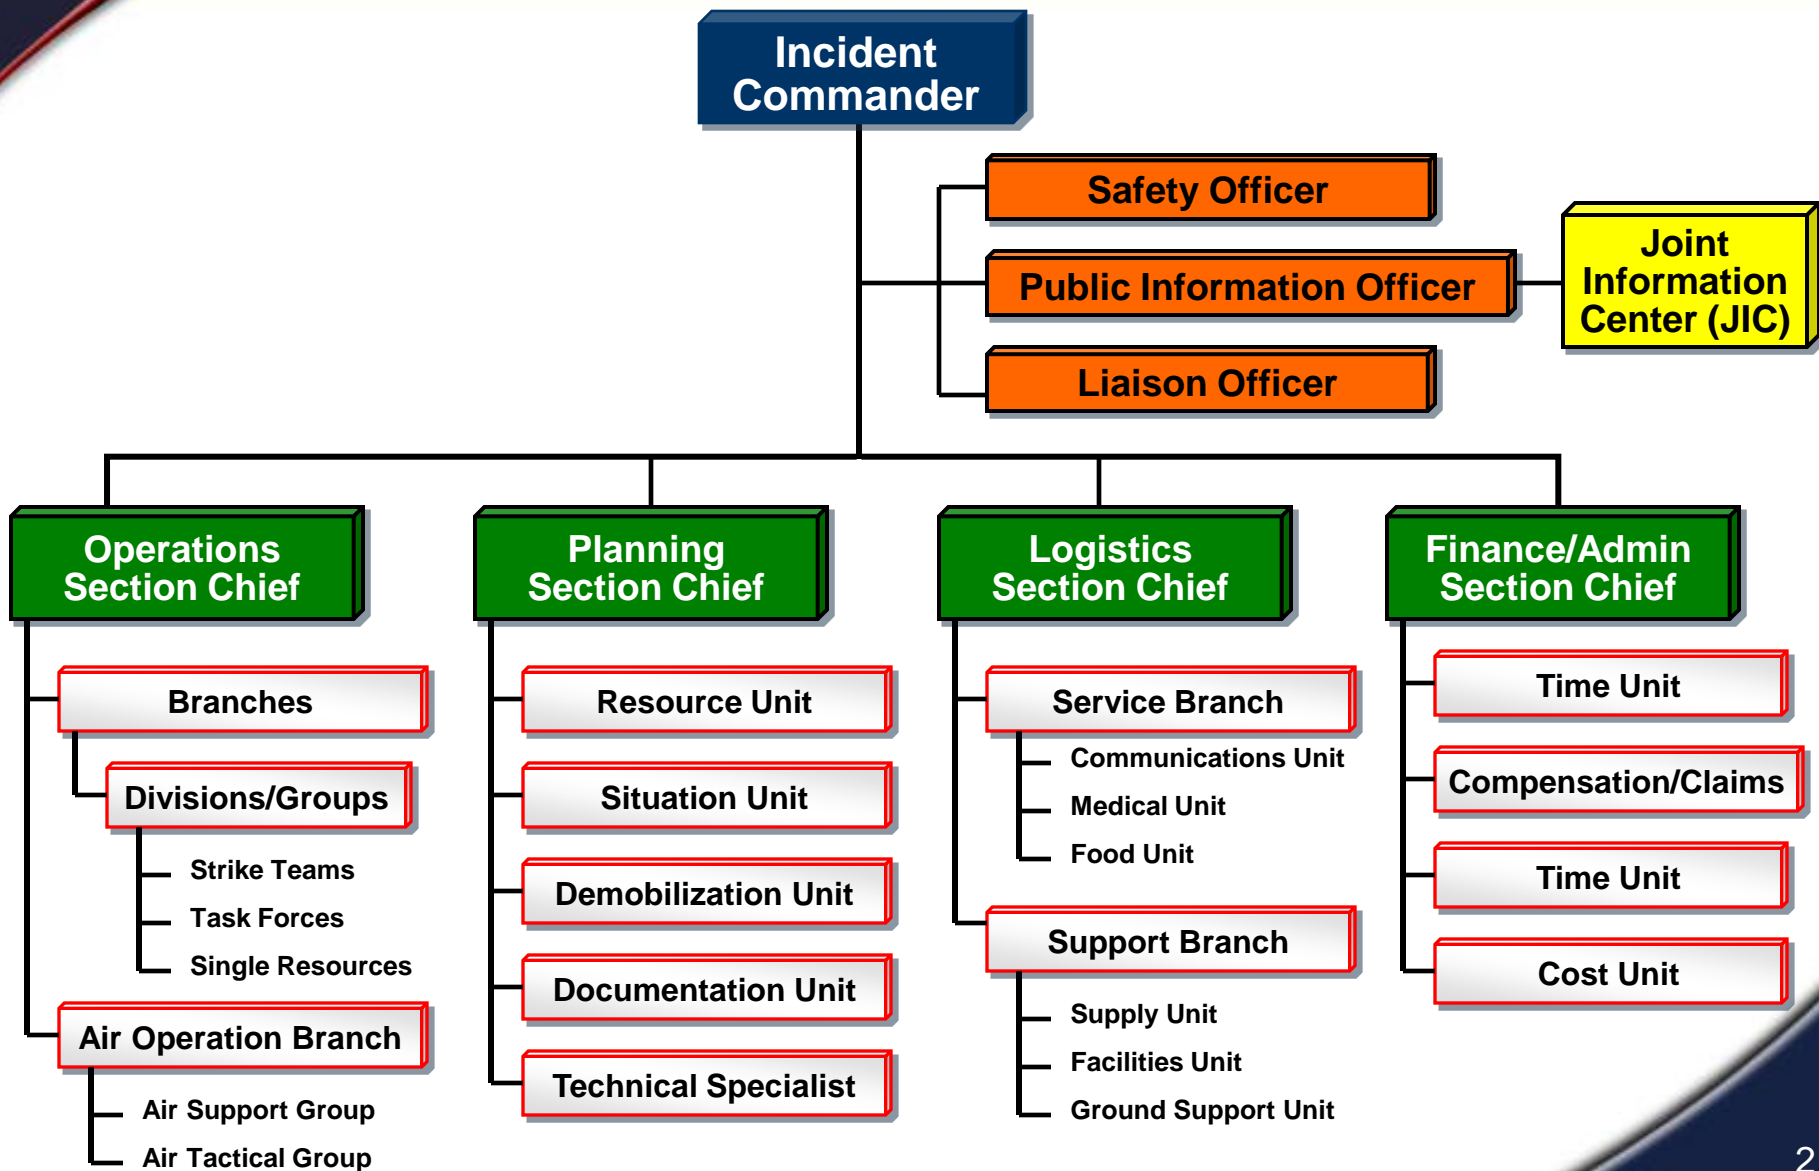 Incident
Commander
Safety Officer
Public Information Officer
Joint
Information
Center (JIC)
Liaison Officer
Operations
Section Chief
Branches
Divisions/Groups
Strike Teams
Task Forces
Single Resources
Air Operation Branch
Air Support Group
Air Tactical Group
Planning
Section Chief
Resource Unit
Situation Unit
Demobilization Unit
Documentation Unit
Technical Specialist
Logistics
Section Chief
Service Branch
Communications Unit
Medical Unit
Food Unit
Support Branch
Supply Unit
Facilities Unit
Ground Support Unit
Finance/Admin
Section Chief
Time Unit
Compensation/Claims
Time Unit
Cost Unit
2